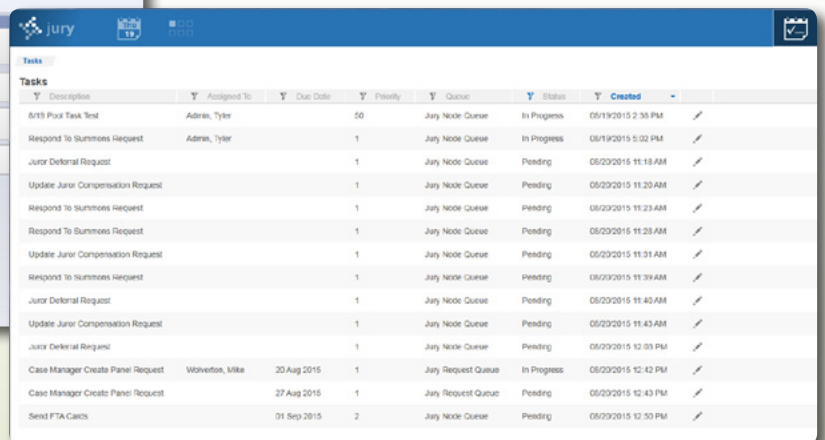 jury
19
Tasks
Tasks
Description Assigned To Due Date Priority Queue Status Created
8/19 Pool Task Test Admin, Tyler 50 Jury Node Queue In Progress 08/19/2015 2:38 PM
Respond To Summons Request Admin, Tyler 1 Jury Node Queue In Progress 08/19/2015 5:02 PM
Juror Deferral Request 1 Jury Node Queue Pending 08/20/2015 11:18 AM
Update Juror Compensation Request 1 Jury Node Queue Pending 08/20/2015 11:20 AM
Respond To Summons Request 1 Jury Node Queue Pending 08/20/2015 11:23 AM
Respond To Summons Request 1 Jury Node Queue Pending 08/20/2015 11:28 AM
Update Juror Compensation Request 1 Jury Node Queue Pending 08/20/2015 11:31 AM
Respond To Summons Request 1 Jury Node Queue Pending 08/20/2015 11:39 AM
Juror Deferral Request 1 Jury Node Queue Pending 08/20/2015 11:40 AM
Update Juror Compensation Request 1 Jury Node Queue Pending 08/20/2015 11:43 AM
Juror Deferral Request 1 Jury Node Queue Pending 08/20/2015 12:03 PM
Case Manager Create Panel Request Wolverton, Mike 20 Aug 2015 1 Jury Request Queue In Progress 08/20/2015 12:42 PM
Case Manager Create Panel Request 27 Aug 2015 1 Jury Request Queue Pending 08/20/2015 12:43 PM
Send FTA Cards 01 Sep 2015 2 Jury Node Queue Pending 08/20/2015 12:50 PM